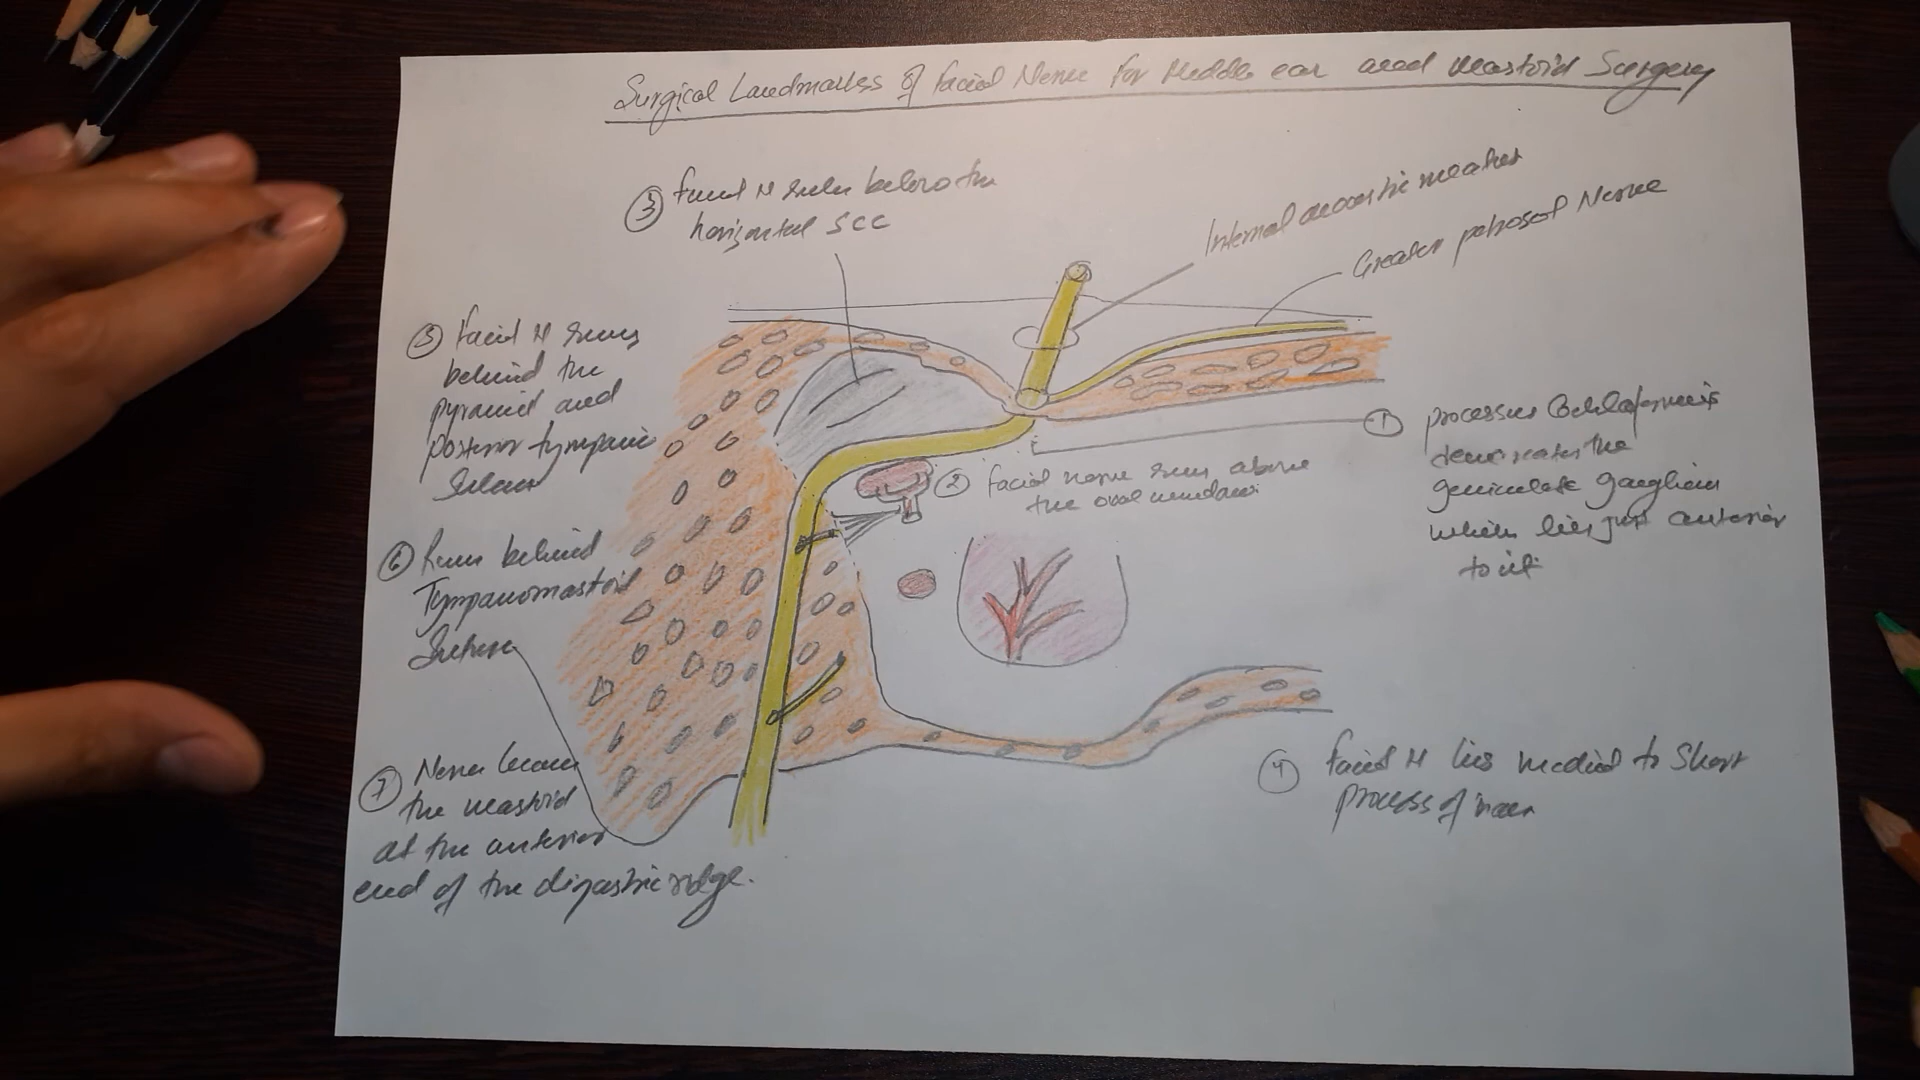 Surgical Landmarks of Facial Nerve for Middle ear and Mastoid Surgery
③ Facial N runs below the
horizontal SCC
Internal acoustic meatus
Greater petrosal Nerve
⑤ Facial N runs
behind the
pyramid and
posterior tympanic
Sulcus
① processus Cochleaformis
demarcates the
geniculate ganglion
which lies just anterior
to it
② facial nerve runs above
the oval window
⑥ Runs behind
Tympanomastoid
Suture
④ Facial N lies medial to Short
process of incus
⑦ Nerve leaves
the mastoid
at the anterior
end of the digastric ridge.